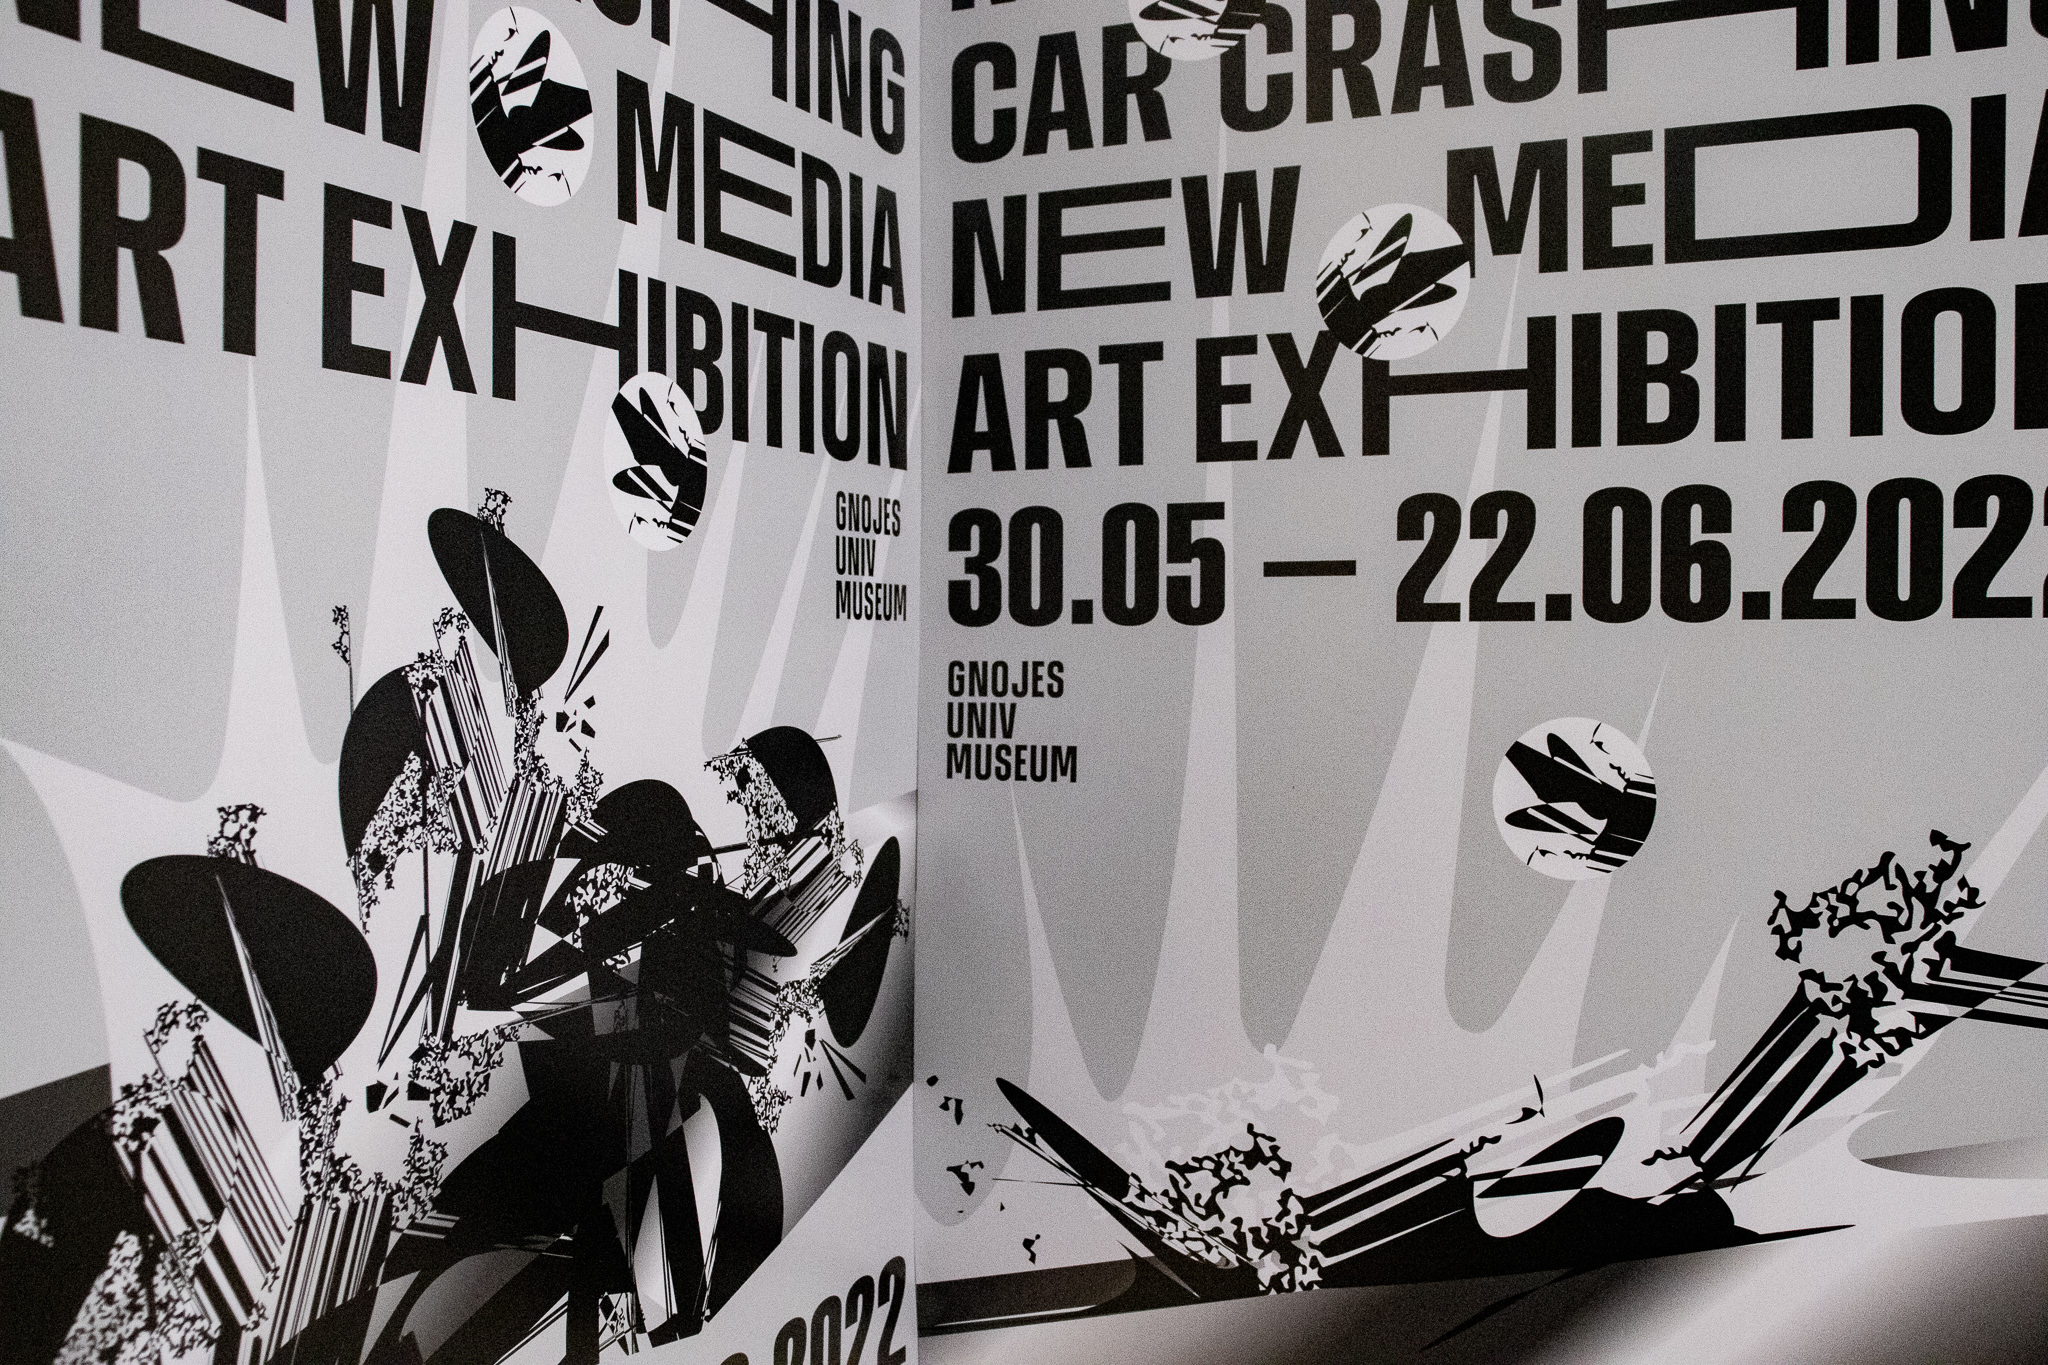 NEW MEDIA
ART EXHIBITION
GNOJES
UNIV
MUSEUM
2022
CAR CRASHING
NEW MEDIA
ART EXHIBITION
30.05 — 22.06.2022
GNOJES
UNIV
MUSEUM